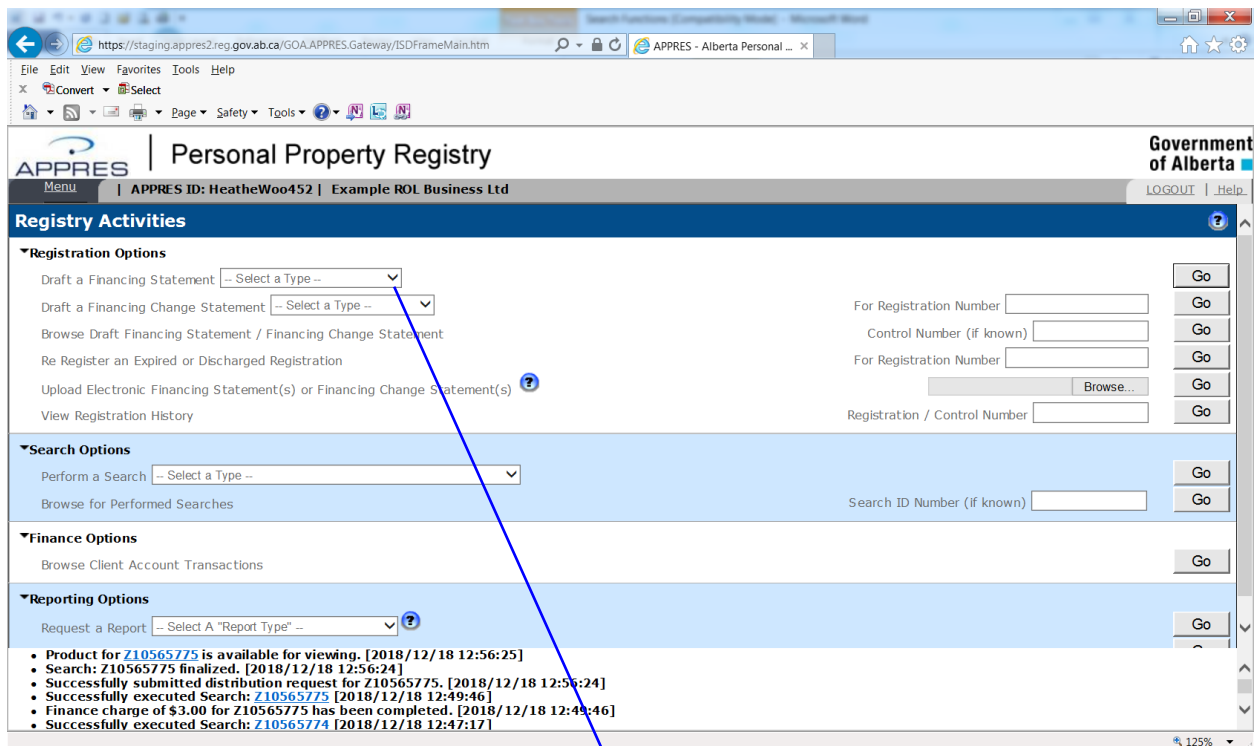 Search Functions [Compatibility Mode] - Microsoft Word
https://staging.appres2.reg.gov.ab.ca/GOA.APPRES.Gateway/ISDFrameMain.htm
APPRES - Alberta Personal ...
File Edit View Favorites Tools Help
x Convert Select
Page Safety Tools
APPRES | Personal Property Registry
Government of Alberta
Menu | APPRES ID: HeatheWoo452 | Example ROL Business Ltd LOGOUT | Help
Registry Activities
Registration Options
Draft a Financing Statement -- Select a Type -- Go
Draft a Financing Change Statement -- Select a Type -- For Registration Number Go
Browse Draft Financing Statement / Financing Change Statement Control Number (if known) Go
Re Register an Expired or Discharged Registration For Registration Number Go
Upload Electronic Financing Statement(s) or Financing Change Statement(s) Browse... Go
View Registration History Registration / Control Number Go
Search Options
Perform a Search -- Select a Type -- Go
Browse for Performed Searches Search ID Number (if known) Go
Finance Options
Browse Client Account Transactions Go
Reporting Options
Request a Report -- Select A "Report Type" -- Go
• Product for Z10565775 is available for viewing. [2018/12/18 12:56:25]
• Search: Z10565775 finalized. [2018/12/18 12:56:24]
• Successfully submitted distribution request for Z10565775. [2018/12/18 12:56:24]
• Successfully executed Search: Z10565775 [2018/12/18 12:49:46]
• Finance charge of $3.00 for Z10565775 has been completed. [2018/12/18 12:49:46]
• Successfully executed Search: Z10565774 [2018/12/18 12:47:17]
125%